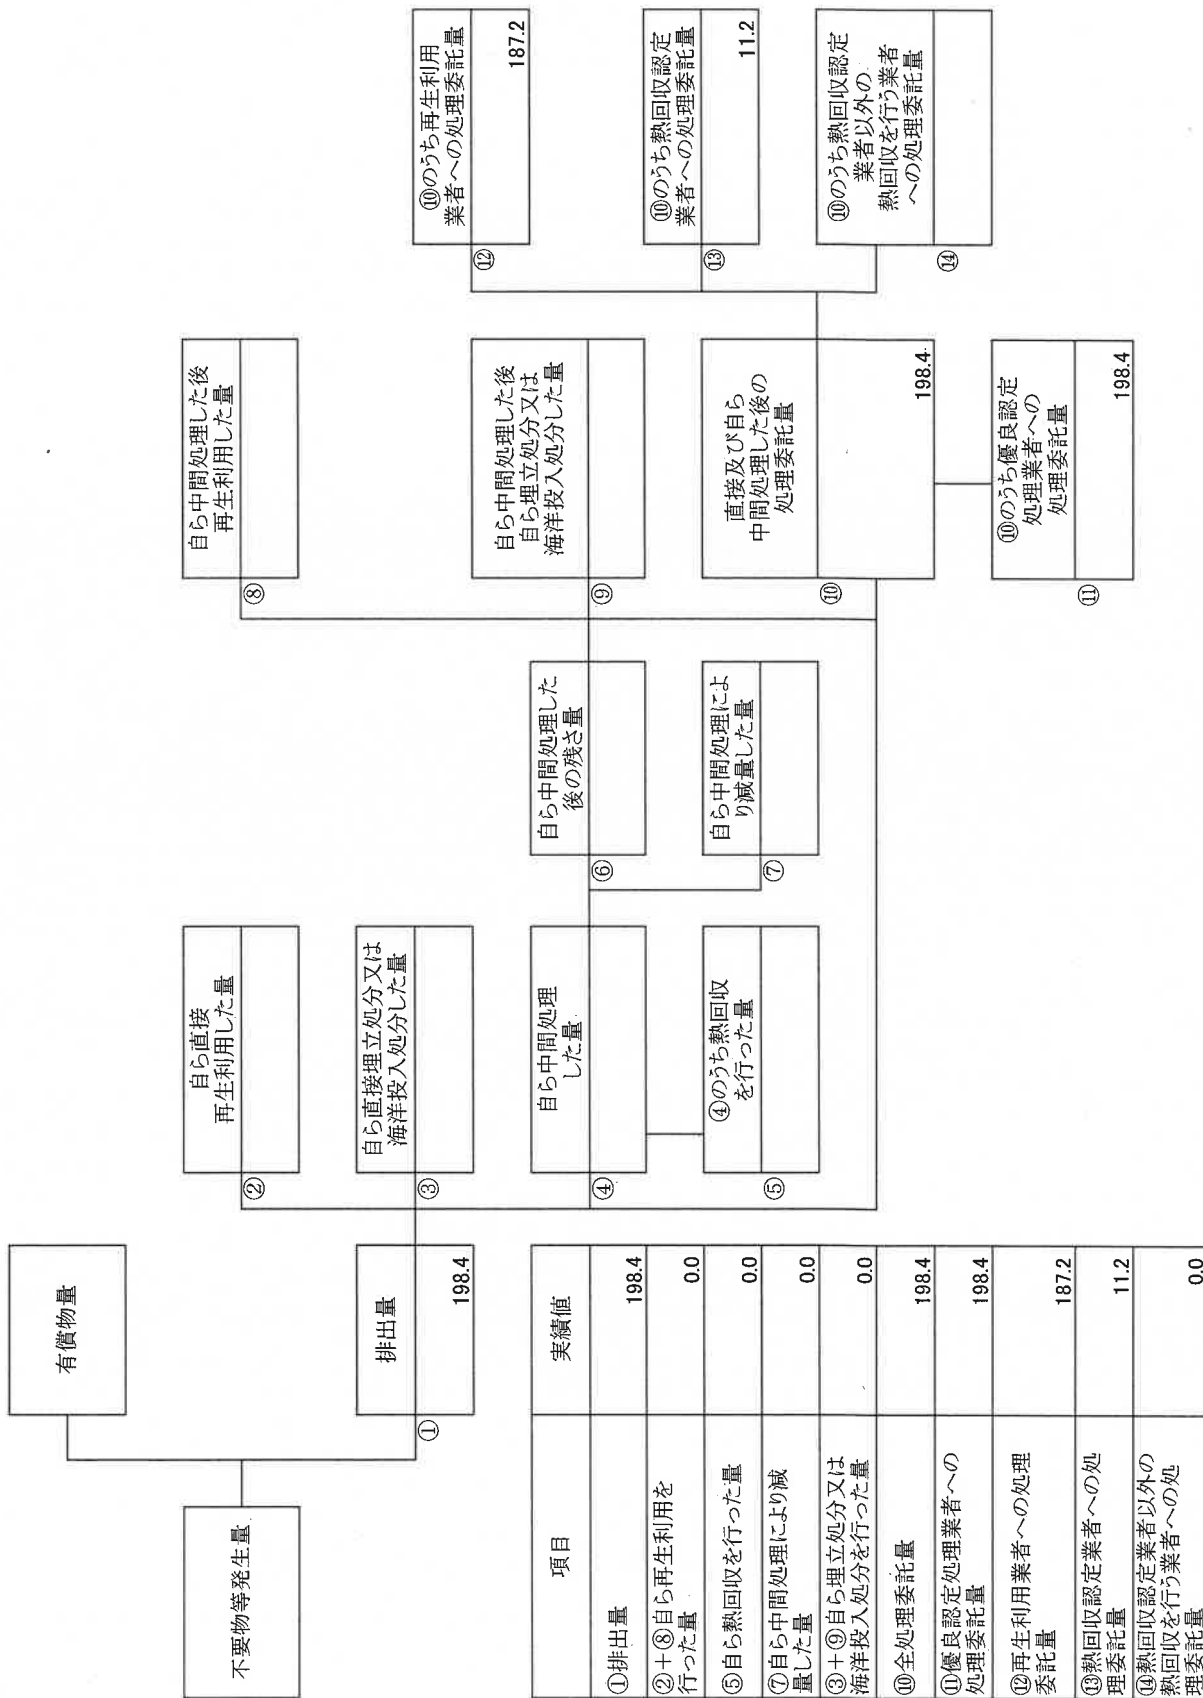 不要物等発生量
有償物量
排出量
①
198.4
自ら直接
再生利用した量
②
自ら直接埋立処分又は
海洋投入処分した量
③
自ら中間処理
した量
④
④のうち熱回収
を行った量
⑤
自ら中間処理した
後の残さ量
⑥
自ら中間処理によ
り減量した量
⑦
自ら中間処理した後
再生利用した量
⑧
自ら中間処理した後
自ら埋立処分又は
海洋投入処分した量
⑨
直接及び自ら
中間処理した後の
処理委託量
⑩
198.4
⑩のうち優良認定
処理業者への
処理委託量
⑪
198.4
⑩のうち再生利用
業者への処理委託量
⑫
187.2
⑩のうち熱回収認定
業者への処理委託量
⑬
11.2
⑩のうち熱回収認定
業者以外の
熱回収を行う業者
への処理委託量
⑭
項目 実績値
①排出量 198.4
②+⑧自ら再生利用を
行った量 0.0
⑤自ら熱回収を行った量 0.0
⑦自ら中間処理により減
量した量 0.0
③+⑨自ら埋立処分又は
海洋投入処分を行った量 0.0
⑩全処理委託量 198.4
⑪優良認定処理業者への
処理委託量 198.4
⑫再生利用業者への処理
委託量 187.2
⑬熱回収認定業者への処
理委託量 11.2
⑭熱回収認定業者以外の
熱回収を行う業者への処
理委託量 0.0